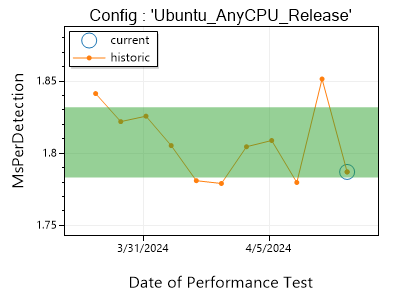 Config : 'Ubuntu_AnyCPU_Release'
current
historic
MsPerDetection
1.85
1.8
1.75
3/31/2024
4/5/2024
Date of Performance Test